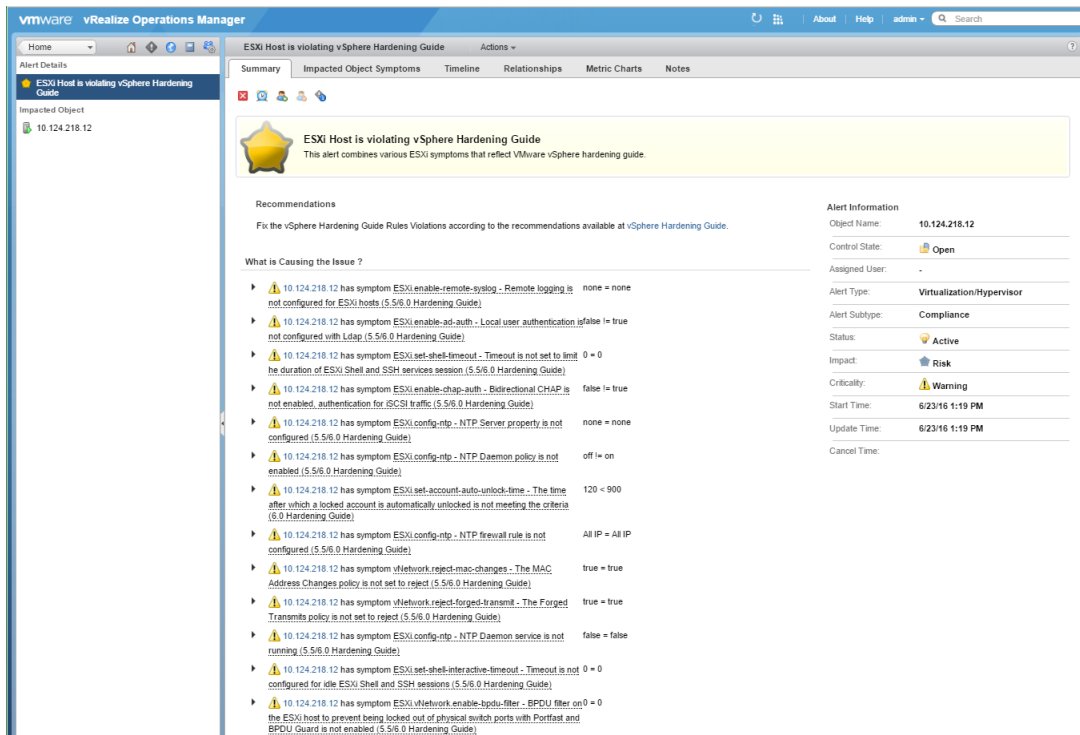 vmware vRealize Operations Manager
About Help admin Search
Home
ESXi Host is violating vSphere Hardening Guide Actions
?
Alert Details
ESXi Host is violating vSphere Hardening
Guide
Impacted Object
10.124.218.12
Summary Impacted Object Symptoms Timeline Relationships Metric Charts Notes
ESXi Host is violating vSphere Hardening Guide
This alert combines various ESXi symptoms that reflect VMware vSphere hardening guide.
Recommendations
Fix the vSphere Hardening Guide Rules Violations according to the recommendations available at vSphere Hardening Guide.
What is Causing the Issue ?
10.124.218.12 has symptom ESXi.enable-remote-syslog - Remote logging is none = none
not configured for ESXi hosts (5.5/6.0 Hardening Guide)
10.124.218.12 has symptom ESXi.enable-ad-auth - Local user authentication is false != true
not configured with Ldap (5.5/6.0 Hardening Guide)
10.124.218.12 has symptom ESXi.set-shell-timeout - Timeout is not set to limit 0 = 0
he duration of ESXi Shell and SSH services session (5.5/6.0 Hardening Guide)
10.124.218.12 has symptom ESXi.enable-chap-auth - Bidirectional CHAP is false != true
not enabled, authentication for iSCSI traffic (5.5/6.0 Hardening Guide)
10.124.218.12 has symptom ESXi.config-ntp - NTP Server property is not none = none
configured (5.5/6.0 Hardening Guide)
10.124.218.12 has symptom ESXi.config-ntp - NTP Daemon policy is not off != on
enabled (5.5/6.0 Hardening Guide)
10.124.218.12 has symptom ESXi.set-account-auto-unlock-time - The time 120 < 900
after which a locked account is automatically unlocked is not meeting the criteria
(6.0 Hardening Guide)
10.124.218.12 has symptom ESXi.config-ntp - NTP firewall rule is not All IP = All IP
configured (5.5/6.0 Hardening Guide)
10.124.218.12 has symptom vNetwork.reject-mac-changes - The MAC true = true
Address Changes policy is not set to reject (5.5/6.0 Hardening Guide)
10.124.218.12 has symptom vNetwork.reject-forged-transmit - The Forged true = true
Transmits policy is not set to reject (5.5/6.0 Hardening Guide)
10.124.218.12 has symptom ESXi.config-ntp - NTP Daemon service is not false = false
running (5.5/6.0 Hardening Guide)
10.124.218.12 has symptom ESXi.set-shell-interactive-timeout - Timeout is not 0 = 0
configured for idle ESXi Shell and SSH sessions (5.5/6.0 Hardening Guide)
10.124.218.12 has symptom ESXi.vNetwork.enable-bpdu-filter - BPDU filter on 0 = 0
the ESXi host to prevent being locked out of physical switch ports with Portfast and
BPDU Guard is not enabled (5.5/6.0 Hardening Guide)
Alert Information
Object Name: 10.124.218.12
Control State: Open
Assigned User: -
Alert Type: Virtualization/Hypervisor
Alert Subtype: Compliance
Status: Active
Impact: Risk
Criticality: Warning
Start Time: 6/23/16 1:19 PM
Update Time: 6/23/16 1:19 PM
Cancel Time: